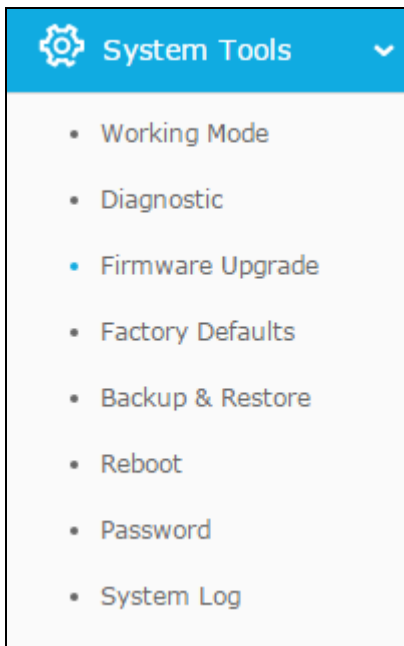 System Tools
Working Mode
Diagnostic
Firmware Upgrade
Factory Defaults
Backup & Restore
Reboot
Password
System Log